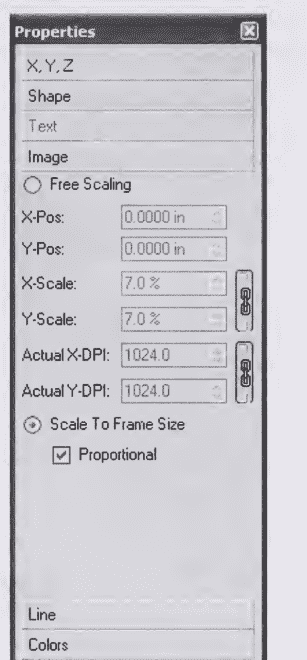 Properties
X, Y, Z
Shape
Text
Image
Free Scaling
X-Pos: 0.0000 in
Y-Pos: 0.0000 in
X-Scale: 7.0 %
Y-Scale: 7.0 %
Actual X-DPI: 1024.0
Actual Y-DPI: 1024.0
Scale To Frame Size
Proportional
Line
Colors